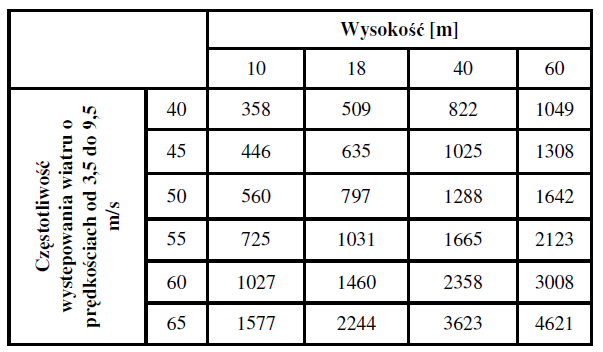 Wysokość [m]
10 18 40 60
Częstotliwość
wystepowania wiatru o
prędkościach od 3,5 do 9,5
m/s
40 358 509 822 1049
45 446 635 1025 1308
50 560 797 1288 1642
55 725 1031 1665 2123
60 1027 1460 2358 3008
65 1577 2244 3623 4621